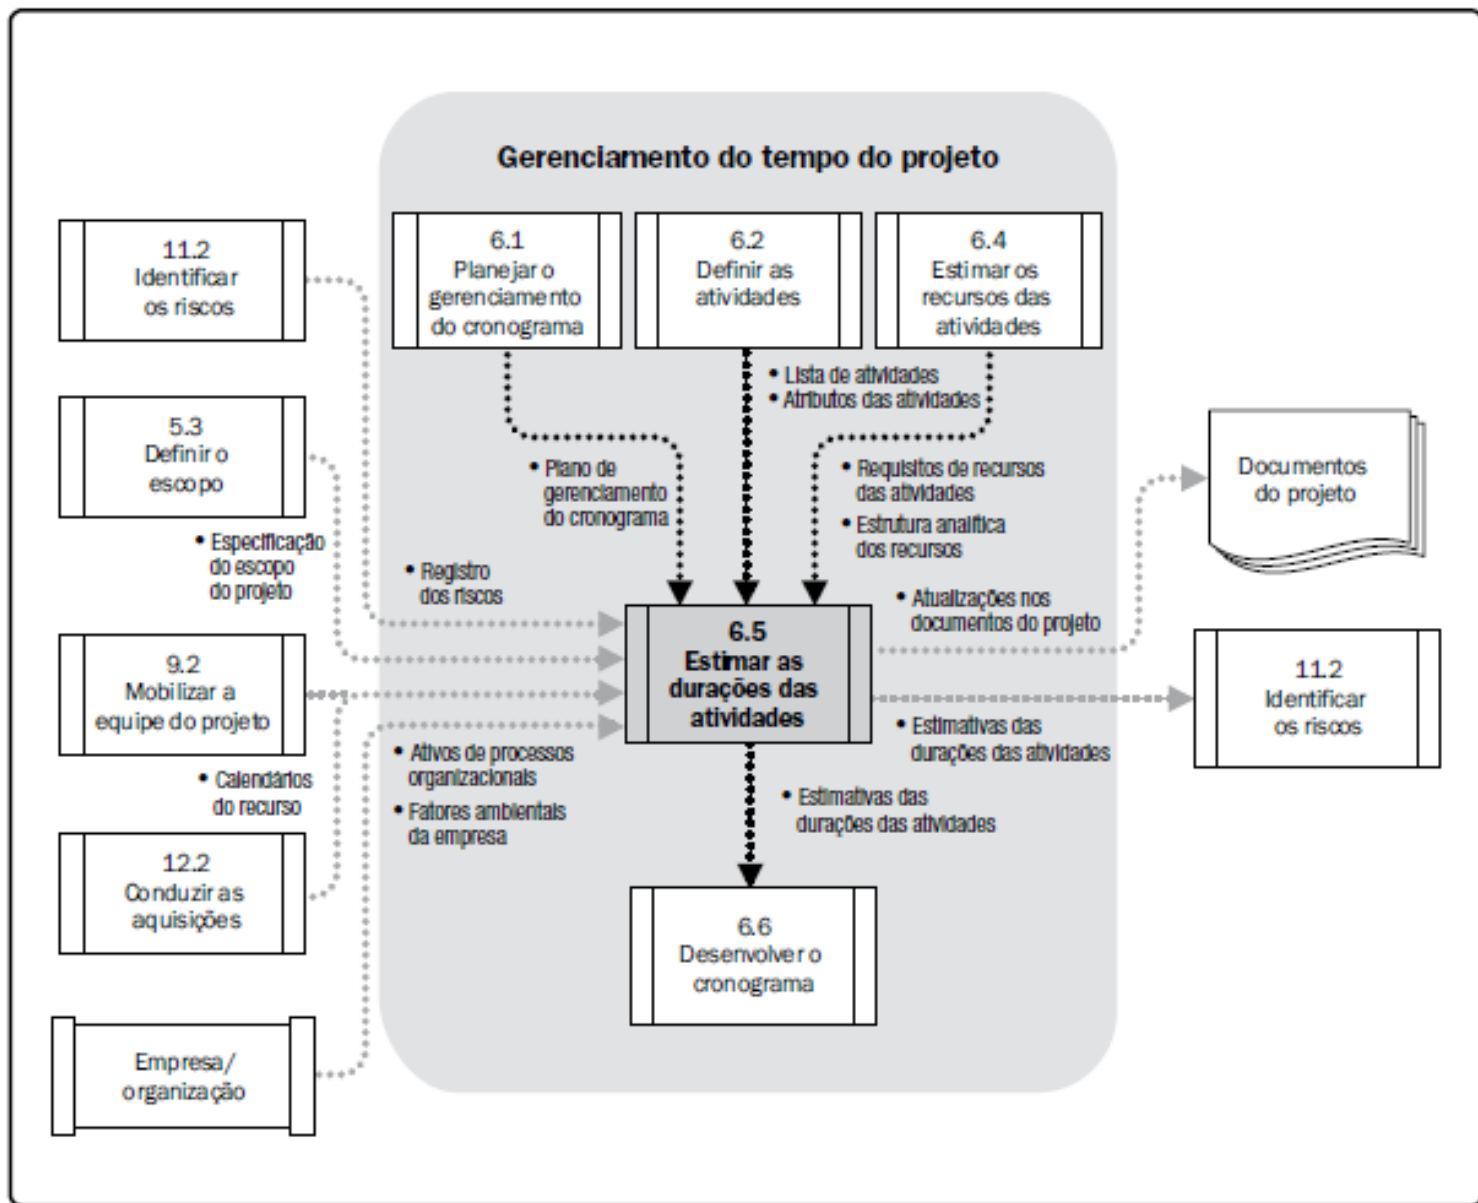 Gerenciamento do tempo do projeto
11.2
Identificar
os riscos
5.3
Definir o
escopo
• Especificação
do escopo
do projeto
9.2
Mobilizar a
equipe do projeto
• Calendários
do recurso
12.2
Conduzir as
aquisições
Empresa/
organização
6.1
Planejar o
gerenciamento
do cronograma
6.2
Definir as
atividades
6.4
Estimar os
recursos das
atividades
• Lista de atividades
• Atributos das atividades
• Plano de
gerenciamento
do cronograma
• Requisitos de recursos
das atividades
• Estrutura analítica
dos recursos
• Registro
dos riscos
6.5
Estimar as
durações das
atividades
• Ativos de processos
organizacionais
• Fatores ambientais
da empresa
• Atualizações nos
documentos do projeto
• Estimativas das
durações das atividades
• Estimativas das
durações das atividades
6.6
Desenvolver o
cronograma
Documentos
do projeto
11.2
Identificar
os riscos